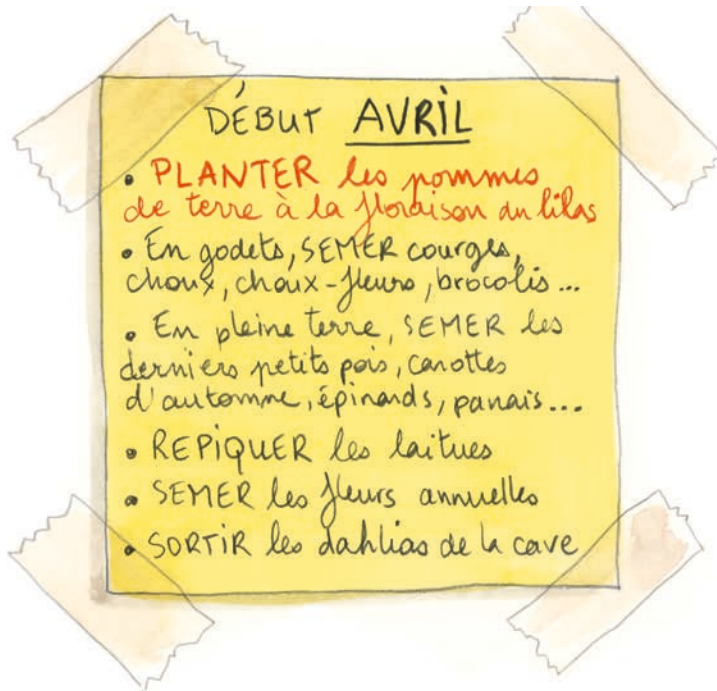 DÉBUT AVRIL
• PLANTER les pommes
de terre à la floraison du lilas
• En godets, SEMER courges,
choux, choux-fleurs, brocolis...
• En pleine terre, SEMER les
derniers petits pois, carottes
d'automne, épinards, panais...
• REPIQUER les laitues
• SEMER les fleurs annuelles
• SORTIR les dahlias de la cave